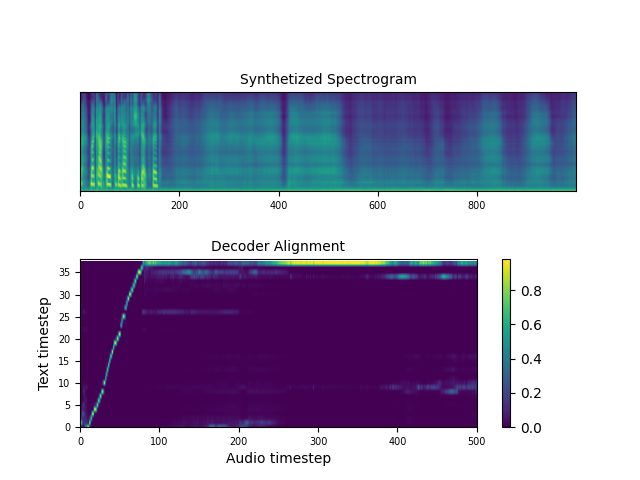 Synthetized Spectrogram
0 200 400 600 800
Decoder Alignment
Text timestep
35
30
25
20
15
10
5
0
0 100 200 300 400 500
Audio timestep
0.8
0.6
0.4
0.2
0.0